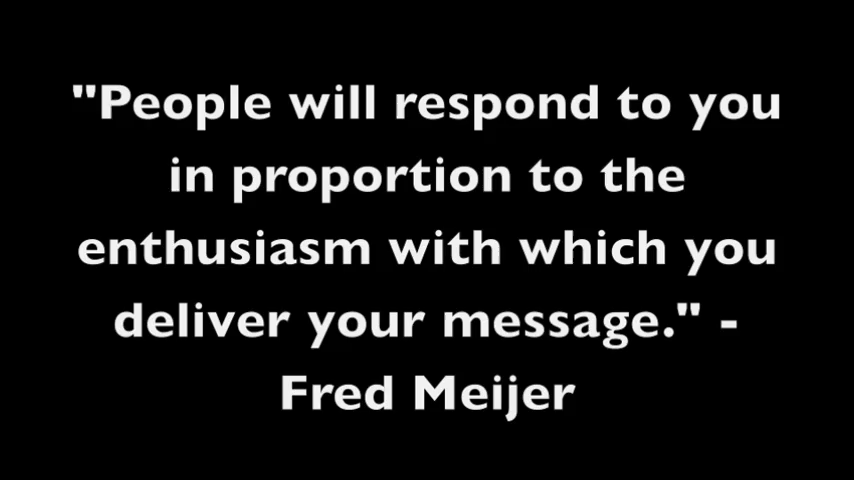 "People will respond to you
in proportion to the
enthusiasm with which you
deliver your message." -
Fred Meijer